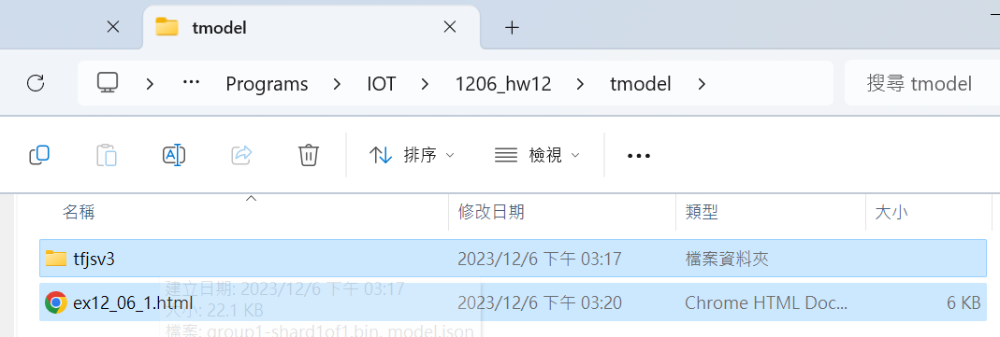 tmodel
Programs IOT 1206_hw12 tmodel 搜尋 tmodel
排序 檢視
名稱 修改日期 類型 大小
tfjsv3 2023/12/6 下午 03:17 檔案資料夾
建立日期: 2023/12/6 下午 03:17
ex12_06_1.html 2023/12/6 下午 03:20 Chrome HTML Doc... 6 KB
大小: 22.1 KB
檔案: group1-shard1of1.bin, model.json